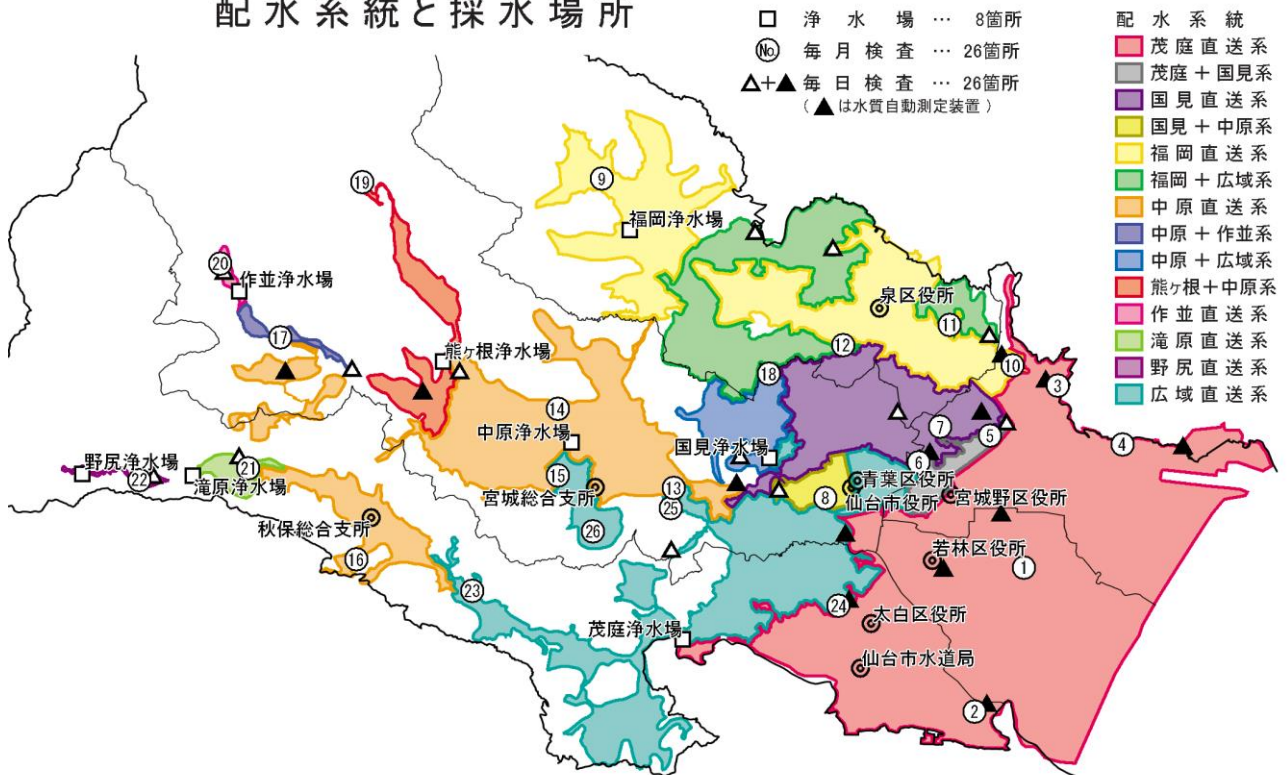 配水系統と採水場所
□ 浄水場 … 8箇所
No. 毎月検査 … 26箇所
△+▲ 毎日検査 … 26箇所
(▲は水質自動測定装置)
配水系統
茂庭直送系
茂庭+国見系
国見直送系
国見+中原系
福岡直送系
福岡+広域系
中原直送系
中原+作並系
中原+広域系
熊ヶ根+中原系
作並直送系
滝原直送系
野尻直送系
広域直送系
⑨
⑲
福岡浄水場
⑳
作並浄水場
泉区役所
⑪
⑰
⑫
⑩
熊ヶ根浄水場
⑱
③
⑭
中原浄水場
国見浄水場
⑦
⑤
④
野尻浄水場
㉑
⑥
㉒
滝原浄水場
⑮
宮城総合支所
⑬
⑧
青葉区役所
仙台市役所
宮城野区役所
㉕
秋保総合支所
㉖
⑯
若林区役所
①
㉓
㉔
太白区役所
茂庭浄水場
仙台市水道局
②